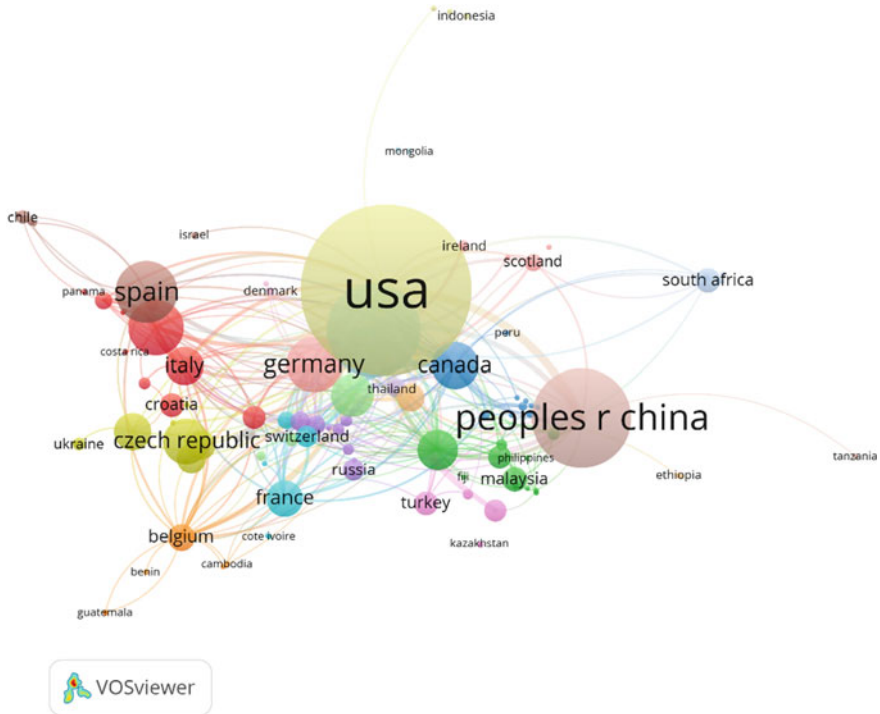 indonesia
mongolia
chile
israel
ireland
scotland
panama
spain
denmark
usa
south africa
costa rica
peru
italy
germany
canada
thailand
croatia
peoples r china
ukraine
czech republic
switzerland
philippines
tanzania
russia
fiji
malaysia
ethiopia
france
turkey
belgium
cote ivoire
kazakhstan
benin
cambodia
guatemala
VOSviewer